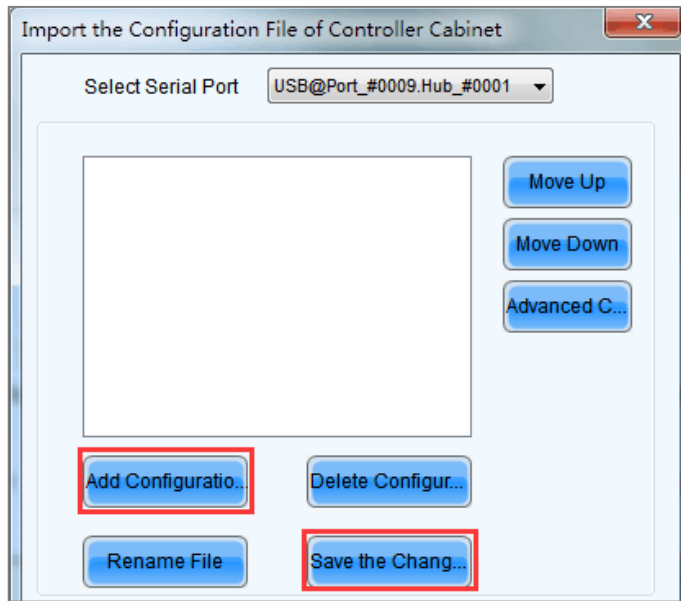 Import the Configuration File of Controller Cabinet
Select Serial Port USB@Port_#0009.Hub_#0001
Move Up
Move Down
Advanced C...
Add Configuratio... Delete Configur...
Rename File Save the Chang...